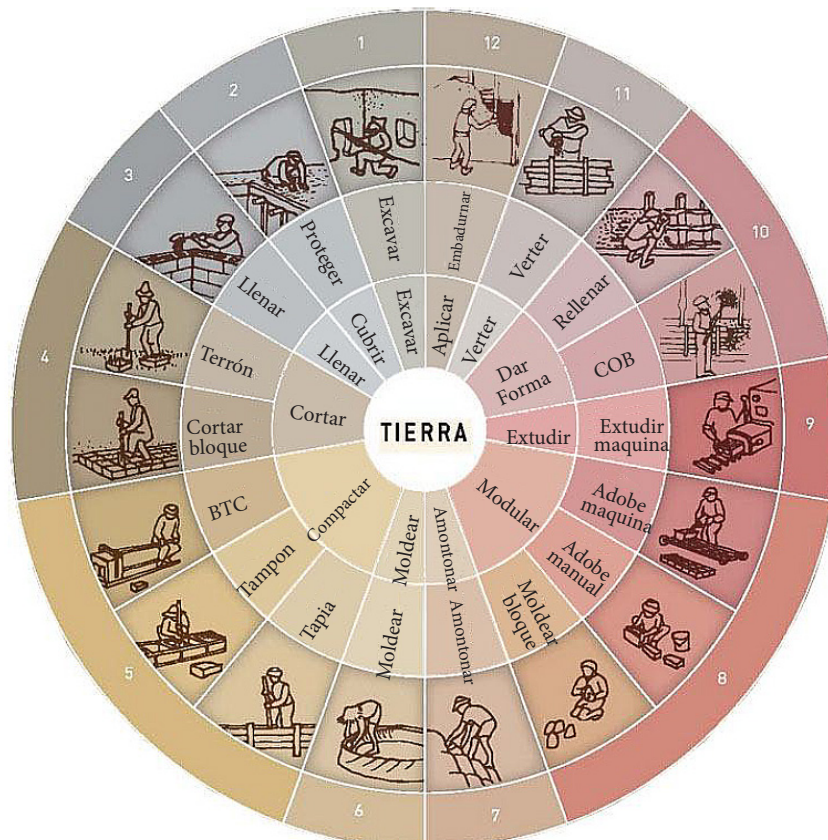 1
12
2
11
3
10
4
9
5
8
6
7
Excavar
Embadurnar
Verter
Proteger
Llenar
Rellenar
Terrón
COB
Cortar
bloque
Extudir
maquina
BTC
Adobe
maquina
Tampon
Adobe
manual
Tapia
Moldear
bloque
Moldear
Amontonar
Excavar
Aplicar
Verter
Cubrir
Llenar
Dar
Forma
Cortar
Extudir
Compactar
Modular
Moldear
Amontonar
TIERRA